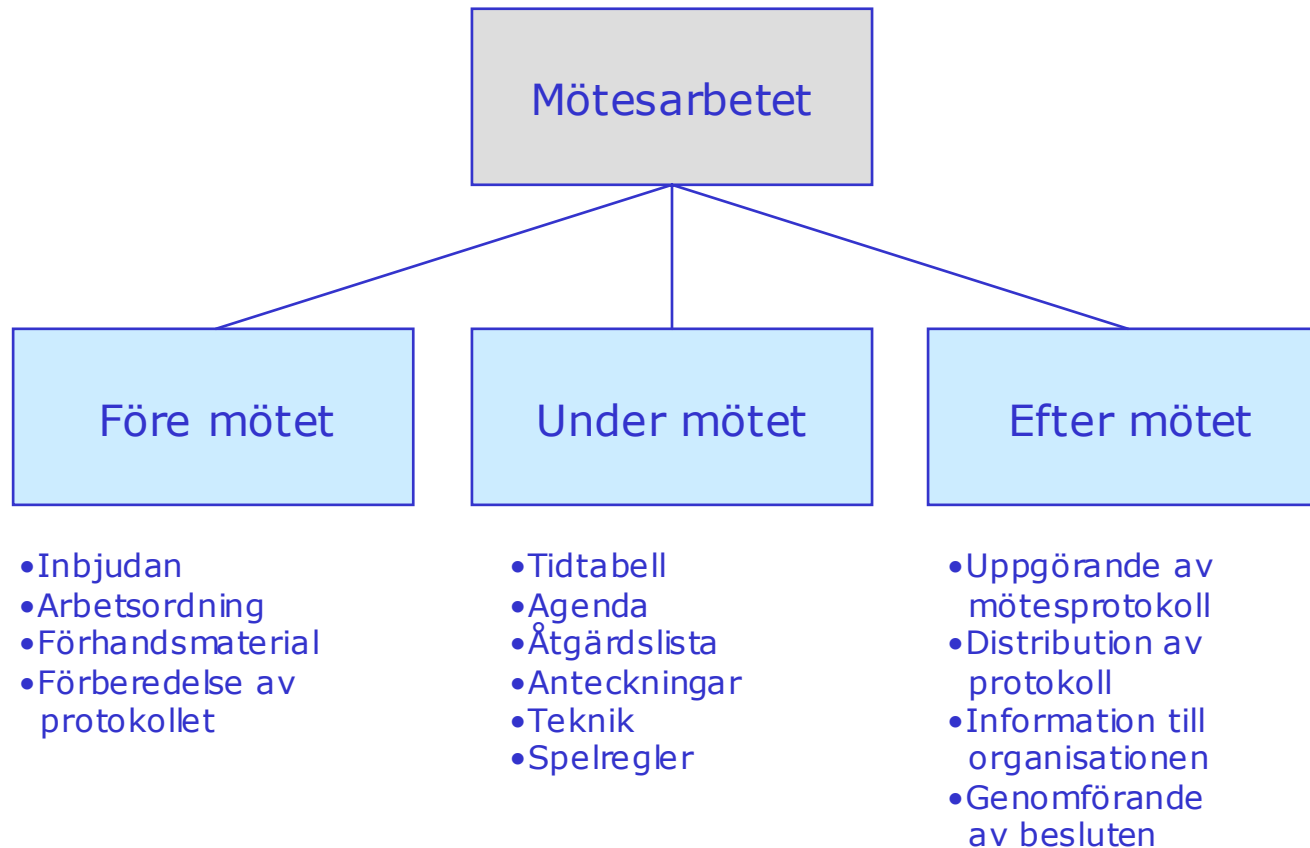 Mötesarbetet
Före mötet
Under mötet
Efter mötet
•Inbjudan
•Arbetsordning
•Förhandsmaterial
•Förberedelse av
protokollet
•Tidtabell
•Agenda
•Åtgärdslista
•Anteckningar
•Teknik
•Spelregler
•Uppgörande av
mötesprotokoll
•Distribution av
protokoll
•Information till
organisationen
•Genomförande
av besluten